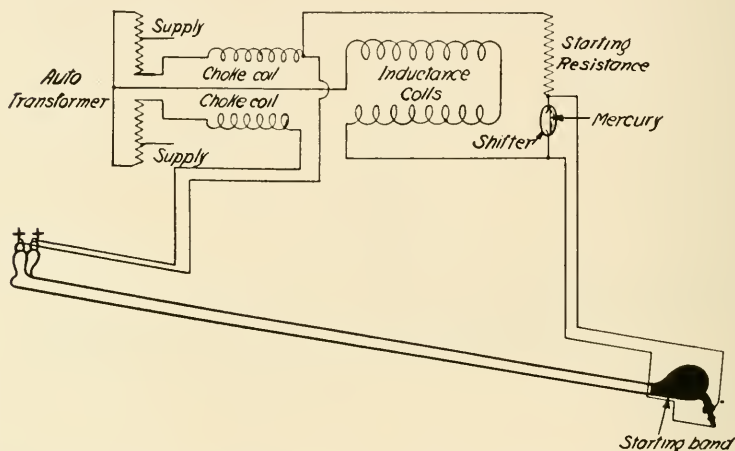 Supply
Auto
Transformer
Choke coil
Choke coil
Supply
Inductance
Coils
Starting
Resistance
Mercury
Shifter
+ +
Starting band